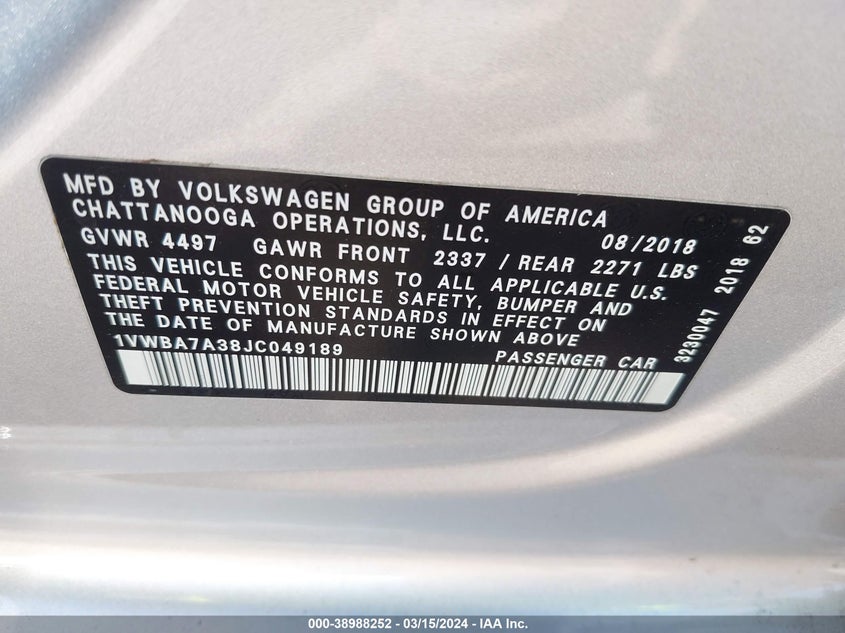 MFD BY VOLKSWAGEN GROUP OF AMERICA
CHATTANOOGA OPERATIONS, LLC. 08/2018
GVWR 4497 GAWR FRONT 2337 / REAR 2271 LBS
THIS VEHICLE CONFORMS TO ALL APPLICABLE U.S.
FEDERAL MOTOR VEHICLE SAFETY, BUMPER AND
THEFT PREVENTION STANDARDS IN EFFECT ON
THE DATE OF MANUFACTURE SHOWN ABOVE
1VWBA7A38JC049189 PASSENGER CAR
3230047 2018 62
000-38988252 - 03/15/2024 - IAA Inc.